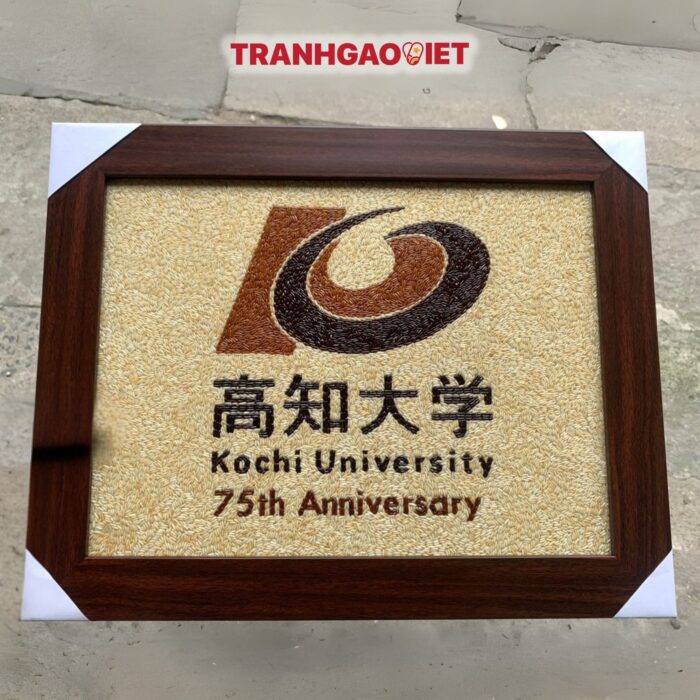 TRANHGAOVIET
高知大学
Kochi University
75th Anniversary